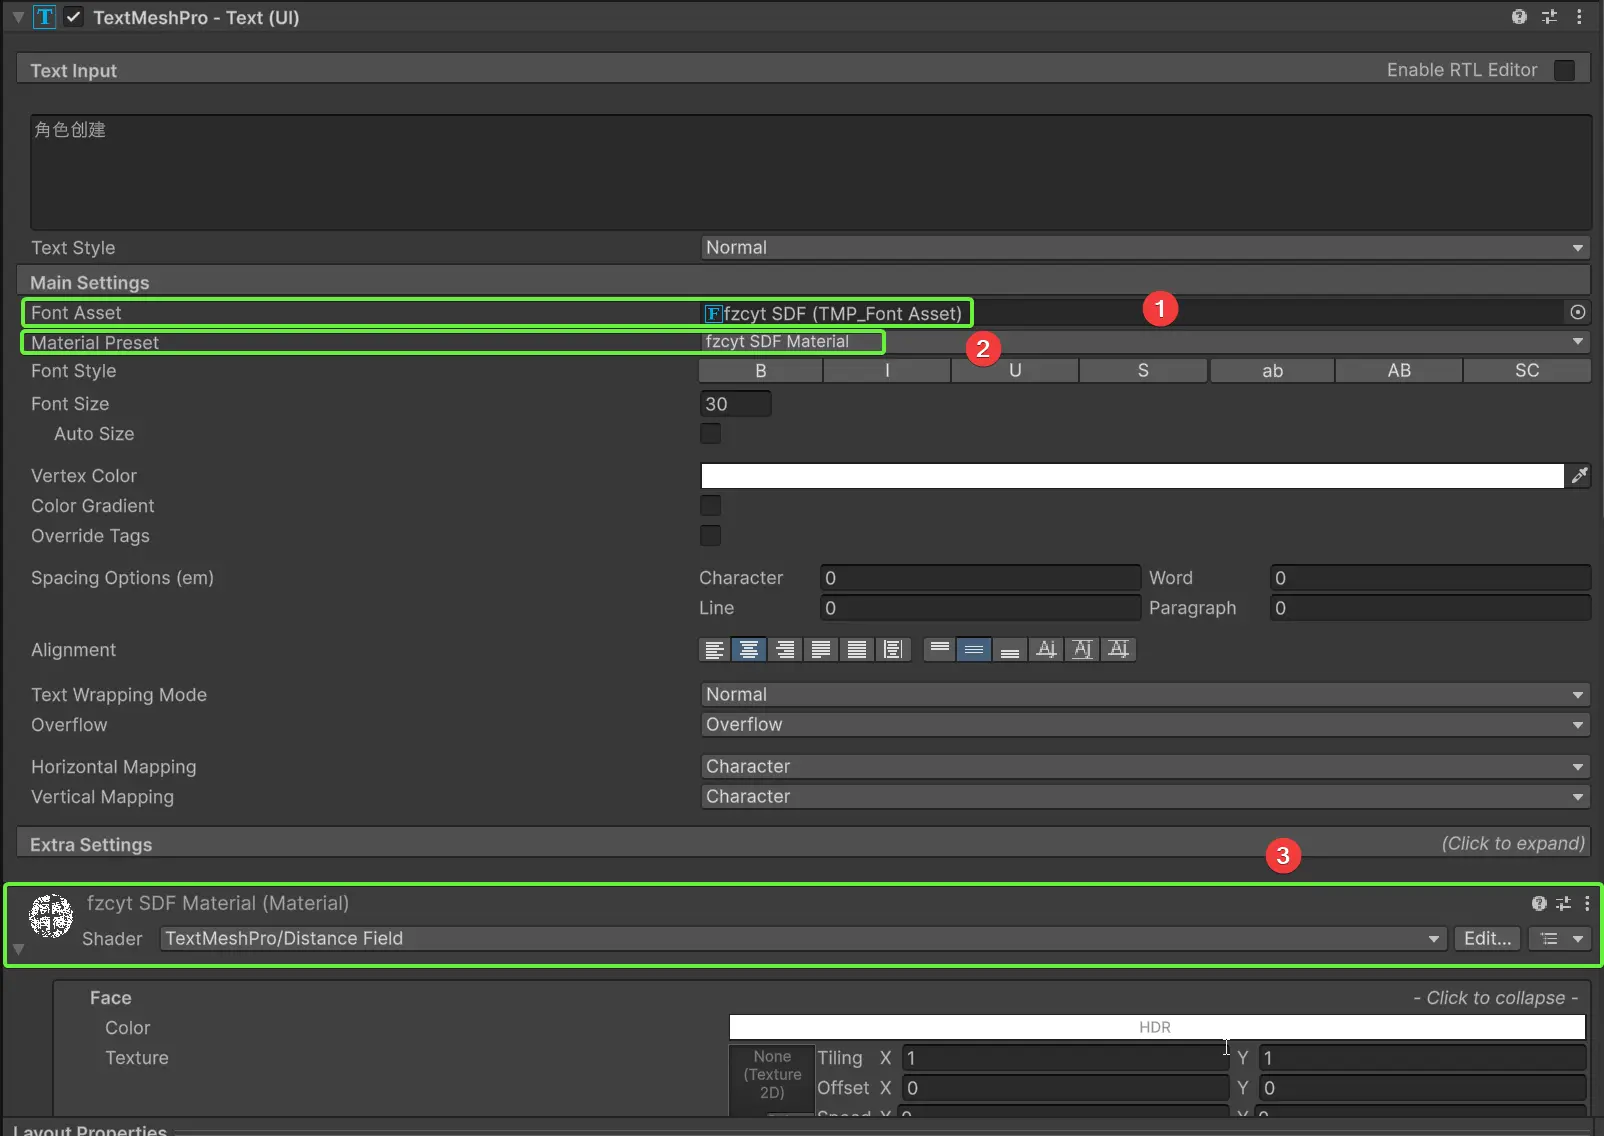 TextMeshPro - Text (UI)
Text Input
Enable RTL Editor
角色创建
Text Style
Normal
Main Settings
Font Asset
fzcyt SDF (TMP_Font Asset)
1
Material Preset
fzcyt SDF Material
2
Font Style
B I U S ab AB SC
Font Size
30
Auto Size
Vertex Color
Color Gradient
Override Tags
Spacing Options (em)
Character 0 Word 0
Line 0 Paragraph 0
Alignment
Text Wrapping Mode
Normal
Overflow
Overflow
Horizontal Mapping
Character
Vertical Mapping
Character
Extra Settings
(Click to expand)
3
fzcyt SDF Material (Material)
Shader
TextMeshPro/Distance Field
Edit...
Face
- Click to collapse -
Color
HDR
Texture
None
(Texture
2D)
Tiling X 1 Y 1
Offset X 0 Y 0
Speed X 0 Y 0
Layout Properties